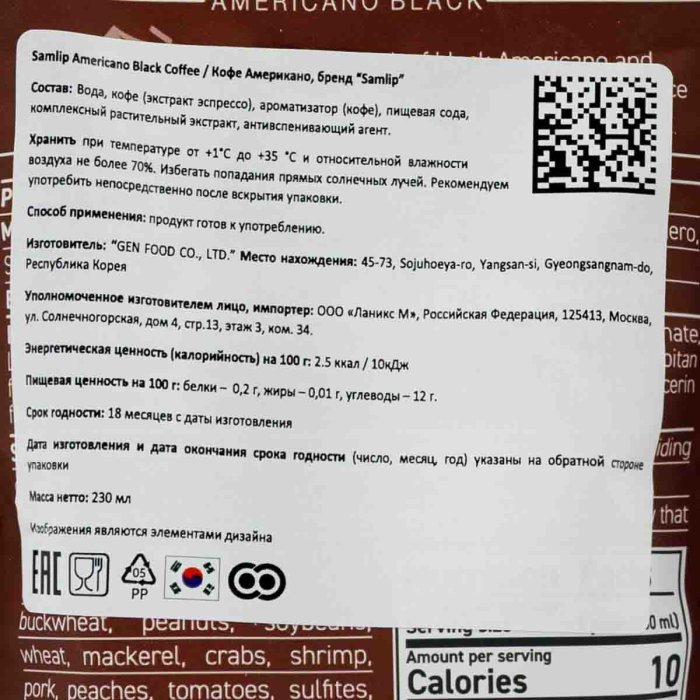 AMERICANO BLACK
Samlip Americano Black Coffee / Кофе Американо, бренд "Samlip"
Состав: Вода, кофе (экстракт эспрессо), ароматизатор (кофе), пищевая сода,
комплексный растительный экстракт, антивспенивающий агент.
Хранить при температуре от +1°C до +35 °C и относительной влажности
воздуха не более 70%. Избегать попадания прямых солнечных лучей. Рекомендуем
употребить непосредственно после вскрытия упаковки.
Способ применения: продукт готов к употреблению.
Изготовитель: "GEN FOOD CO., LTD." Место нахождения: 45-73, Sojuhoeya-ro, Yangsan-si, Gyeongsangnam-do,
Республика Корея
Уполномоченное изготовителем лицо, импортер: ООО «Ланикс М», Российская Федерация, 125413, Москва,
ул. Солнечногорская, дом 4, стр.13, этаж 3, ком. 34.
Энергетическая ценность (калорийность) на 100 г: 2.5 ккал / 10кДж
Пищевая ценность на 100 г: белки – 0,2 г, жиры – 0,01 г, углеводы – 12 г.
Срок годности: 18 месяцев с даты изготовления
Дата изготовления и дата окончания срока годности (число, месяц, год) указаны на обратной стороне
упаковки
Масса нетто: 230 мл
Изображения являются элементами дизайна
EAC
05
PP
that
buckwheat, peanuts, soybeans,
wheat, mackerel, crabs, shrimp,
pork, peaches, tomatoes, sulfites,
Amount per serving
Calories 10